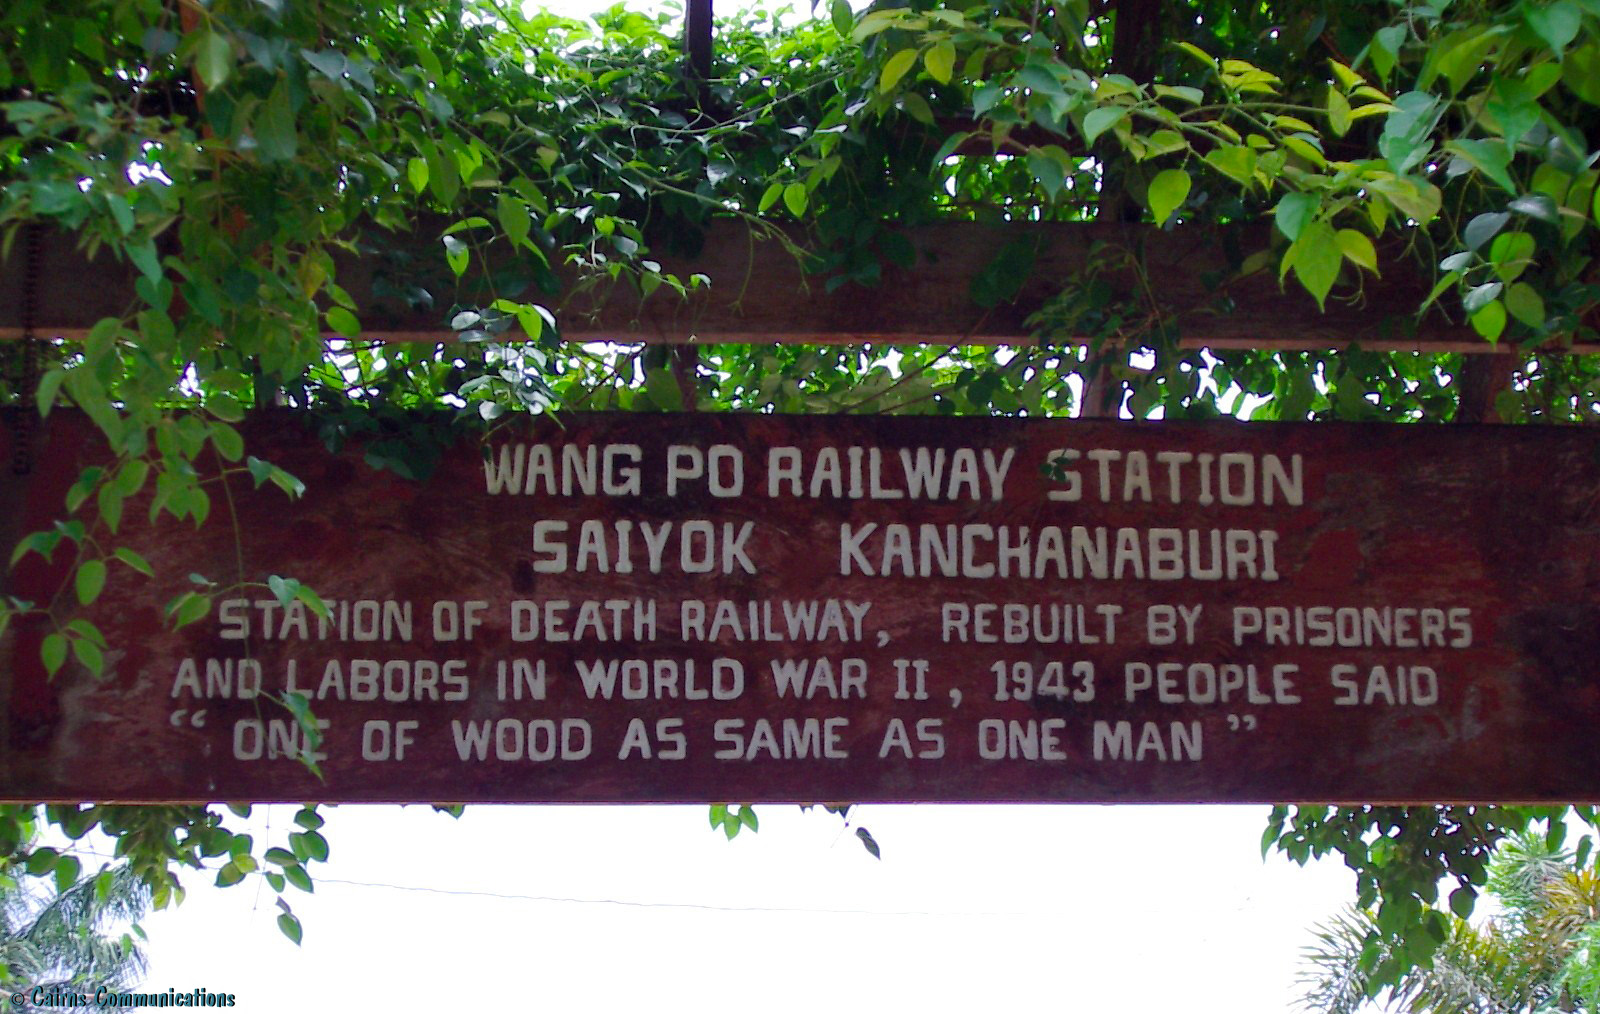 WANG PO RAILWAY STATION
SAIYOK KANCHANABURI
STATION OF DEATH RAILWAY, REBUILT BY PRISONERS
AND LABORS IN WORLD WAR II, 1943 PEOPLE SAID
“ ONE OF WOOD AS SAME AS ONE MAN ”
© Cairns Communications